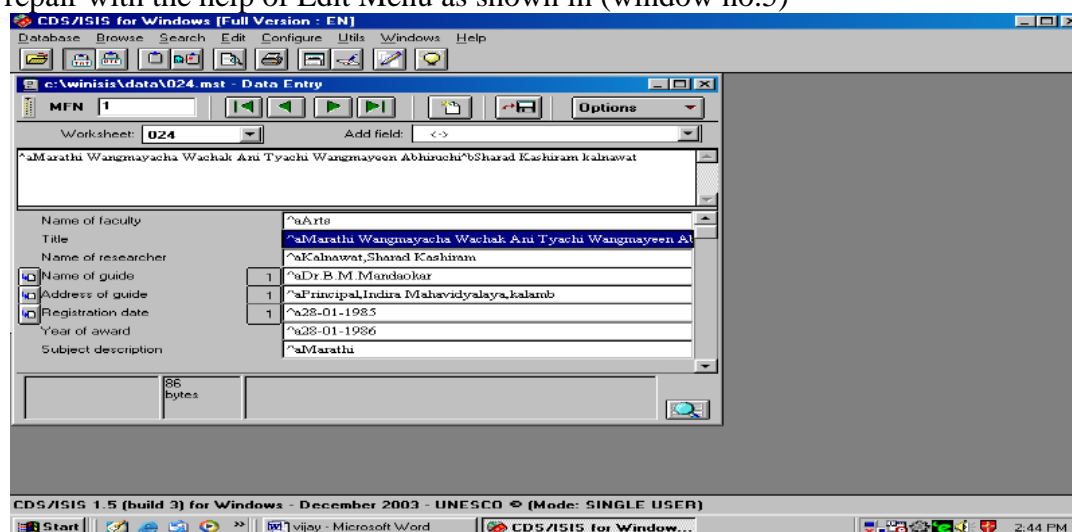 repair with the help of Edit Menu as shown in (window no.5)
CDS/ISIS for Windows [Full Version : EN]
Database Browse Search Edit Configure Utils Windows Help
c:\winisis\data\024.mst - Data Entry
MFN 1 Options
Worksheet: 024 Add field: <->
^aMarathi Wangmayacha Wachak Ani Tyachi Wangmayeen Abhiruchi^bSharad Kashiram kalnawat
Name of faculty ^aArts
Title ^aMarathi Wangmayacha Wachak Ani Tyachi Wangmayeen
Name of researcher ^aKalnawat,Sharad Kashiram
Name of guide 1 ^aDr.B.M.Mandaokar
Address of guide 1 ^aPrincipal,Indira Mahavidyalaya,kalamb
Registration date 1 ^a28-01-1985
Year of award ^a28-01-1986
Subject description ^aMarathi
86
bytes
CDS/ISIS 1.5 (build 3) for Windows - December 2003 - UNESCO © (Mode: SINGLE USER)
Start » vijay - Microsoft Word CDS/ISIS for Window... 2:44 PM